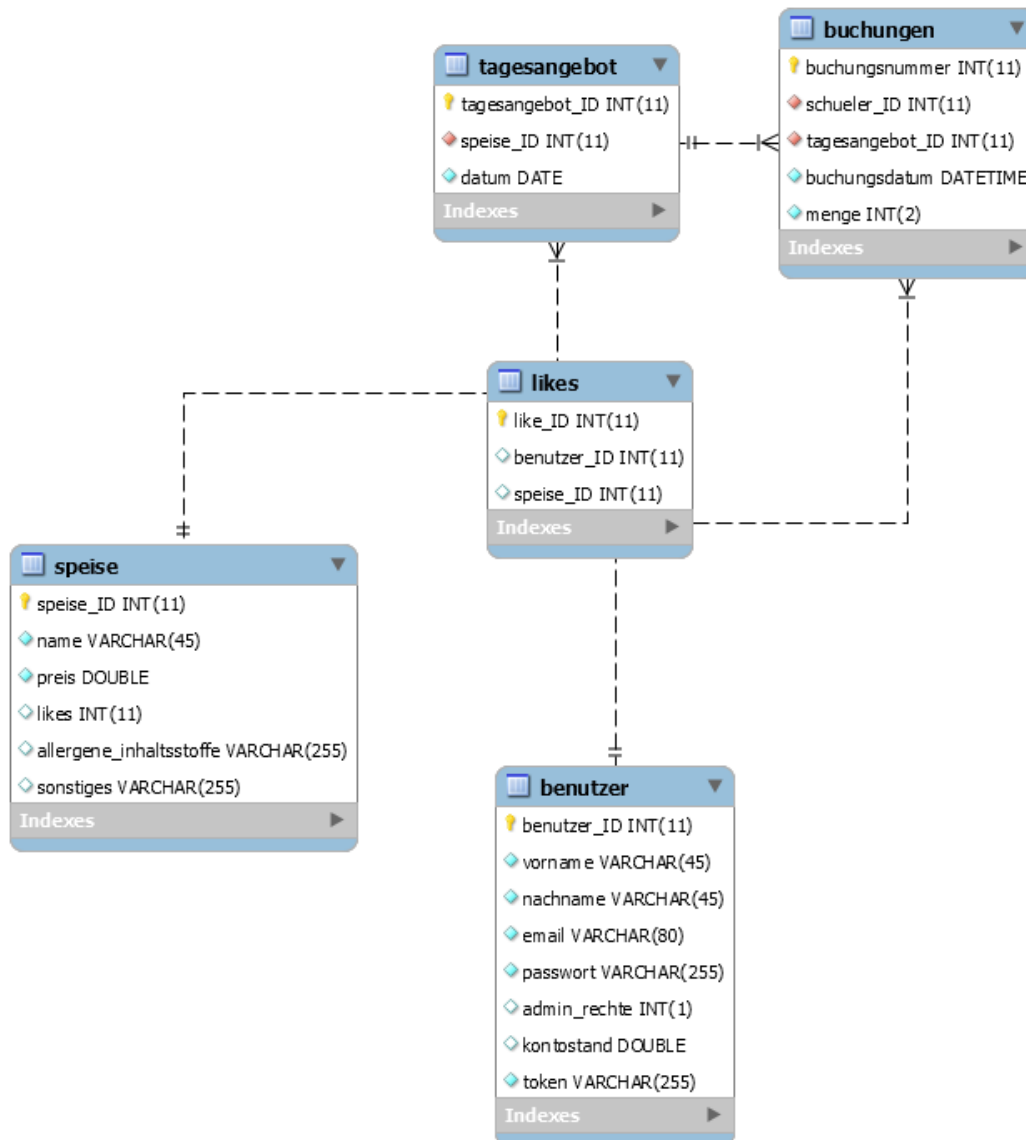 tagesangebot
tagesangebot_ID INT(11)
speise_ID INT(11)
datum DATE
Indexes
buchungen
buchungsnummer INT(11)
schueler_ID INT(11)
tagesangebot_ID INT(11)
buchungsdatum DATETIME
menge INT(2)
Indexes
likes
like_ID INT(11)
benutzer_ID INT(11)
speise_ID INT(11)
Indexes
speise
speise_ID INT(11)
name VARCHAR(45)
preis DOUBLE
likes INT(11)
allergene_inhaltsstoffe VARCHAR(255)
sonstiges VARCHAR(255)
Indexes
benutzer
benutzer_ID INT(11)
vorname VARCHAR(45)
nachname VARCHAR(45)
email VARCHAR(80)
passwort VARCHAR(255)
admin_rechte INT(1)
kontostand DOUBLE
token VARCHAR(255)
Indexes